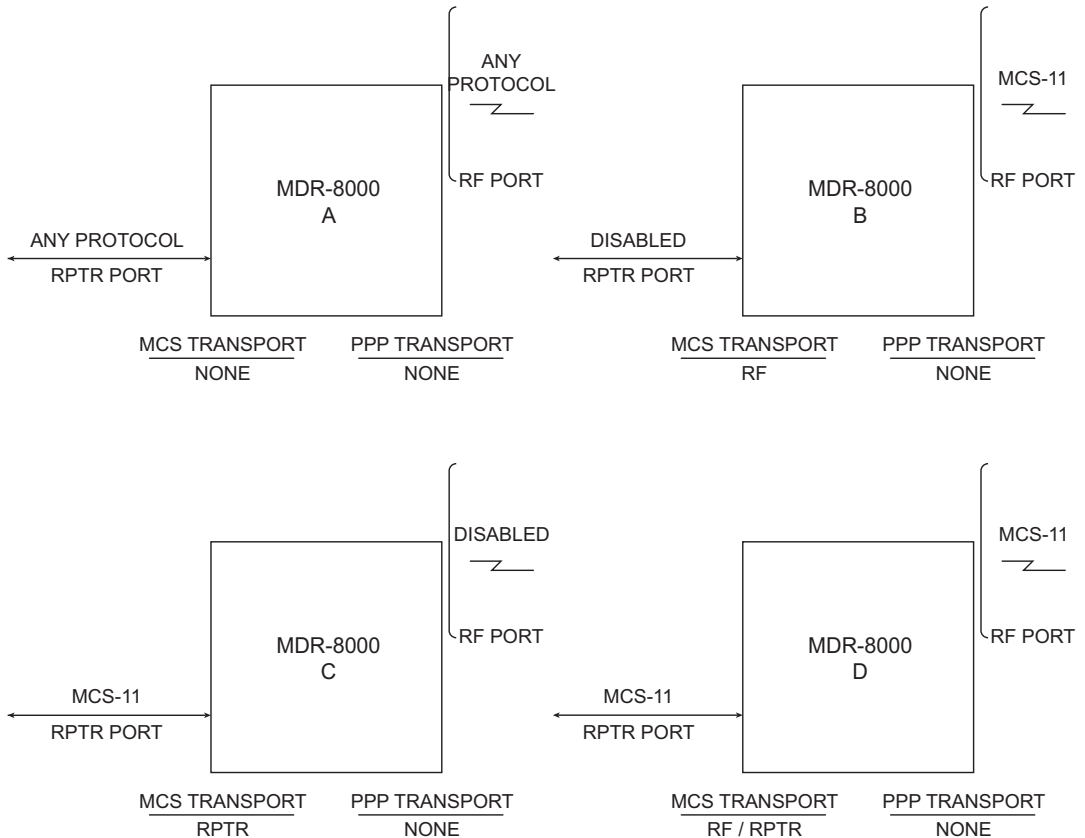 ANY
PROTOCOL
RF PORT
MDR-8000
A
ANY PROTOCOL
RPTR PORT
MCS TRANSPORT
NONE
PPP TRANSPORT
NONE
MCS-11
RF PORT
MDR-8000
B
DISABLED
RPTR PORT
MCS TRANSPORT
RF
PPP TRANSPORT
NONE
DISABLED
RF PORT
MDR-8000
C
MCS-11
RPTR PORT
MCS TRANSPORT
RPTR
PPP TRANSPORT
NONE
MCS-11
RF PORT
MDR-8000
D
MCS-11
RPTR PORT
MCS TRANSPORT
RF / RPTR
PPP TRANSPORT
NONE